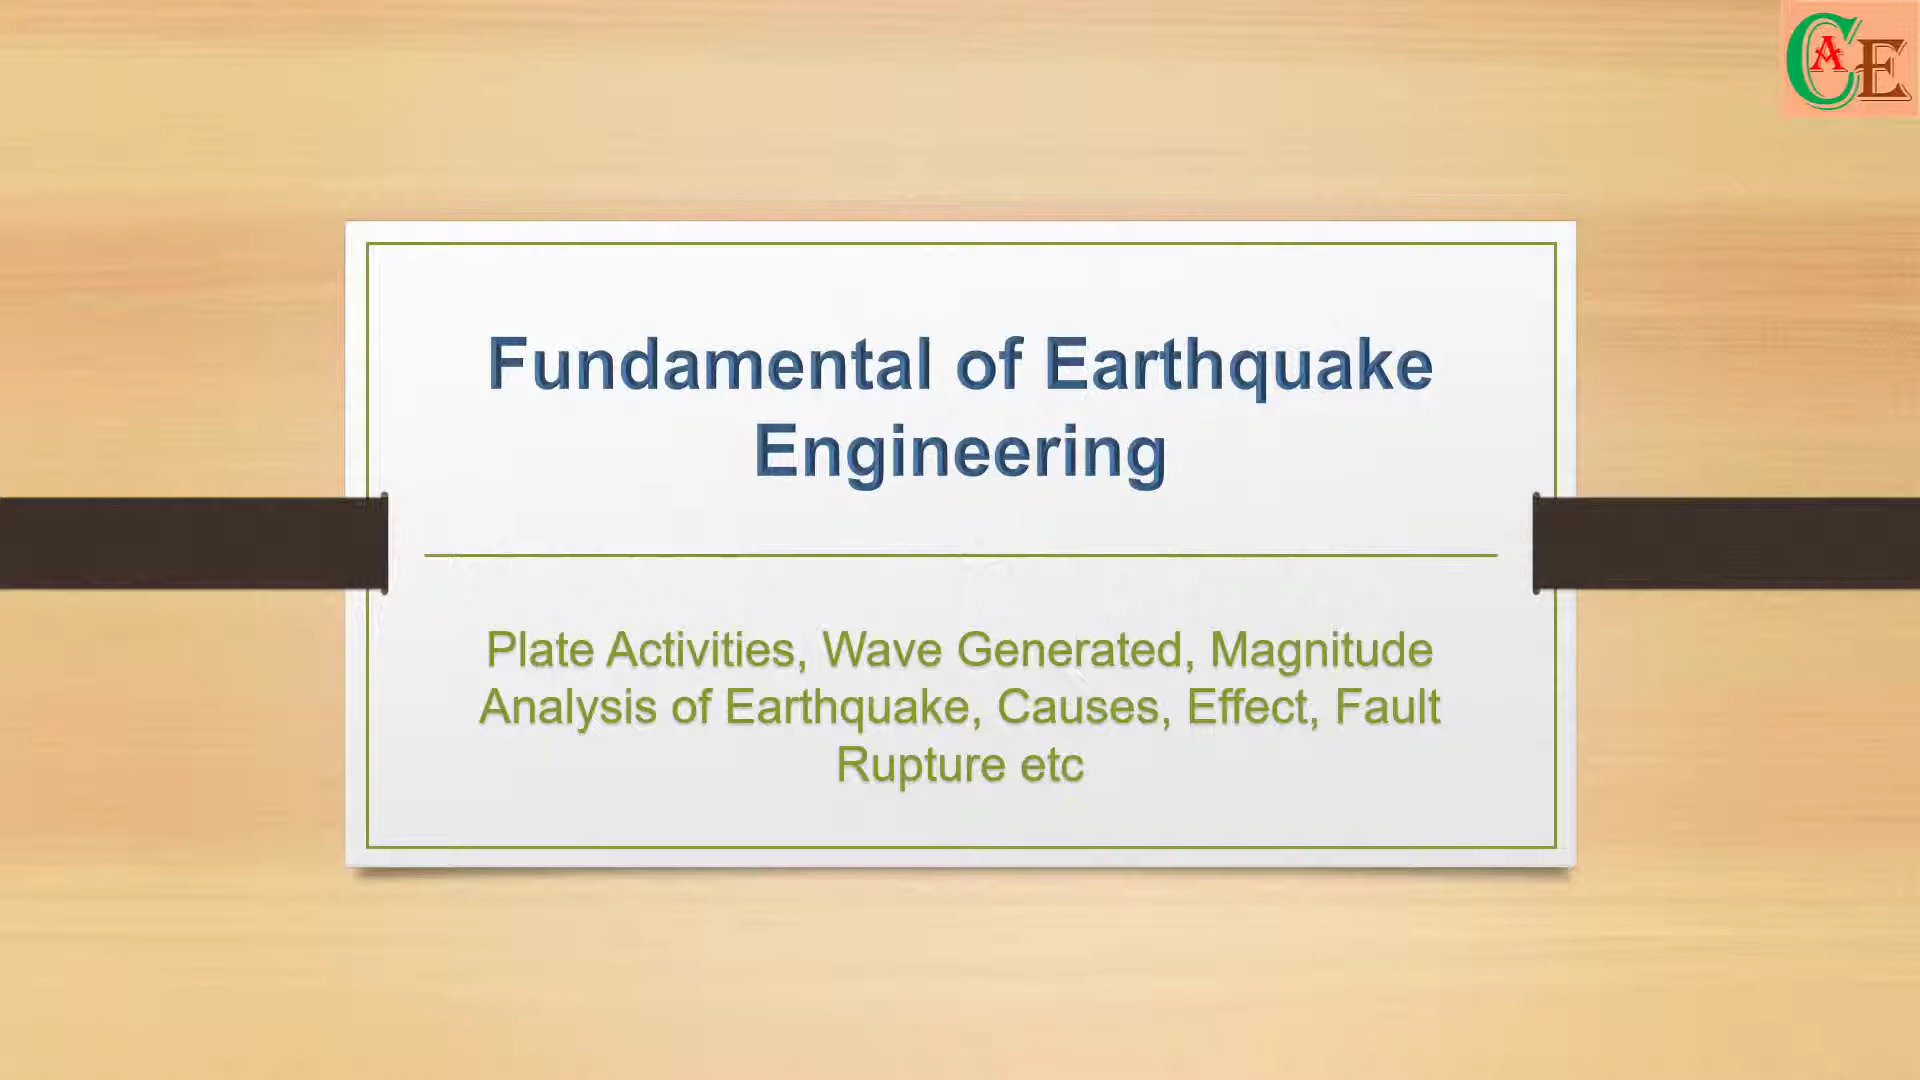 CAE
Fundamental of Earthquake
Engineering
Plate Activities, Wave Generated, Magnitude
Analysis of Earthquake, Causes, Effect, Fault
Rupture etc